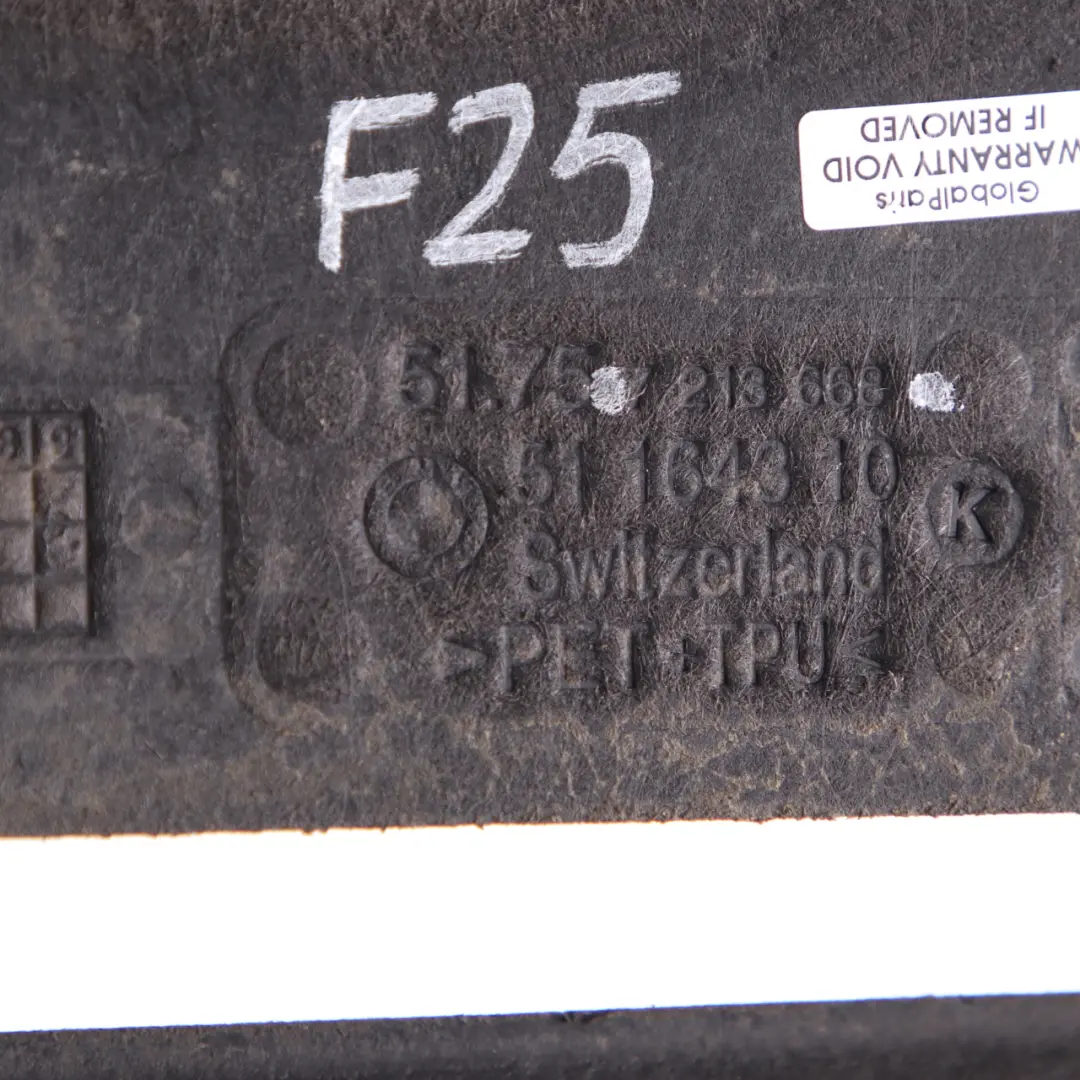 F25
GlobalParts
WARRANTY VOID
IF REMOVED
51.75 7 213 668
51 1643 10
K
Switzerland
>PET+TPU<